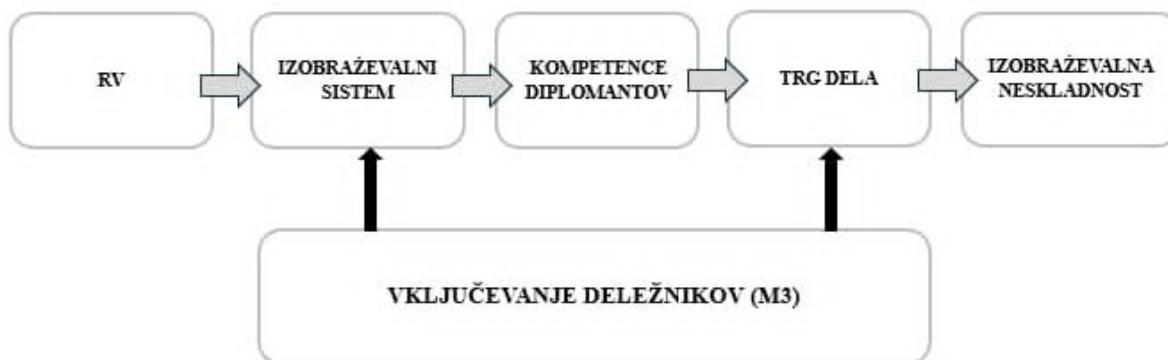 RV
IZOBRAŽEVALNI
SISTEM
KOMPETENCE
DIPLOMANTOV
TRG DELA
IZOBRAŽEVALNA
NESKLADNOST
VKLJUČEVANJE DELEŽNIKOV (M3)